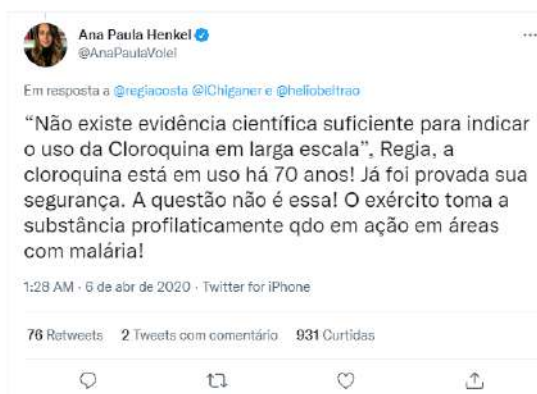 Ana Paula Henkel
@AnaPaulaVolei
Em resposta a @regiacosta @iChiganer e @heliobeltrao
“Não existe evidência científica suficiente para indicar
o uso da Cloroquina em larga escala”, Regia, a
cloroquina está em uso há 70 anos! Já foi provada sua
segurança. A questão não é essa! O exército toma a
substância profilaticamente qdo em ação em áreas
com malária!
1:28 AM · 6 de abr de 2020 · Twitter for iPhone
76 Retweets 2 Tweets com comentário 931 Curtidas